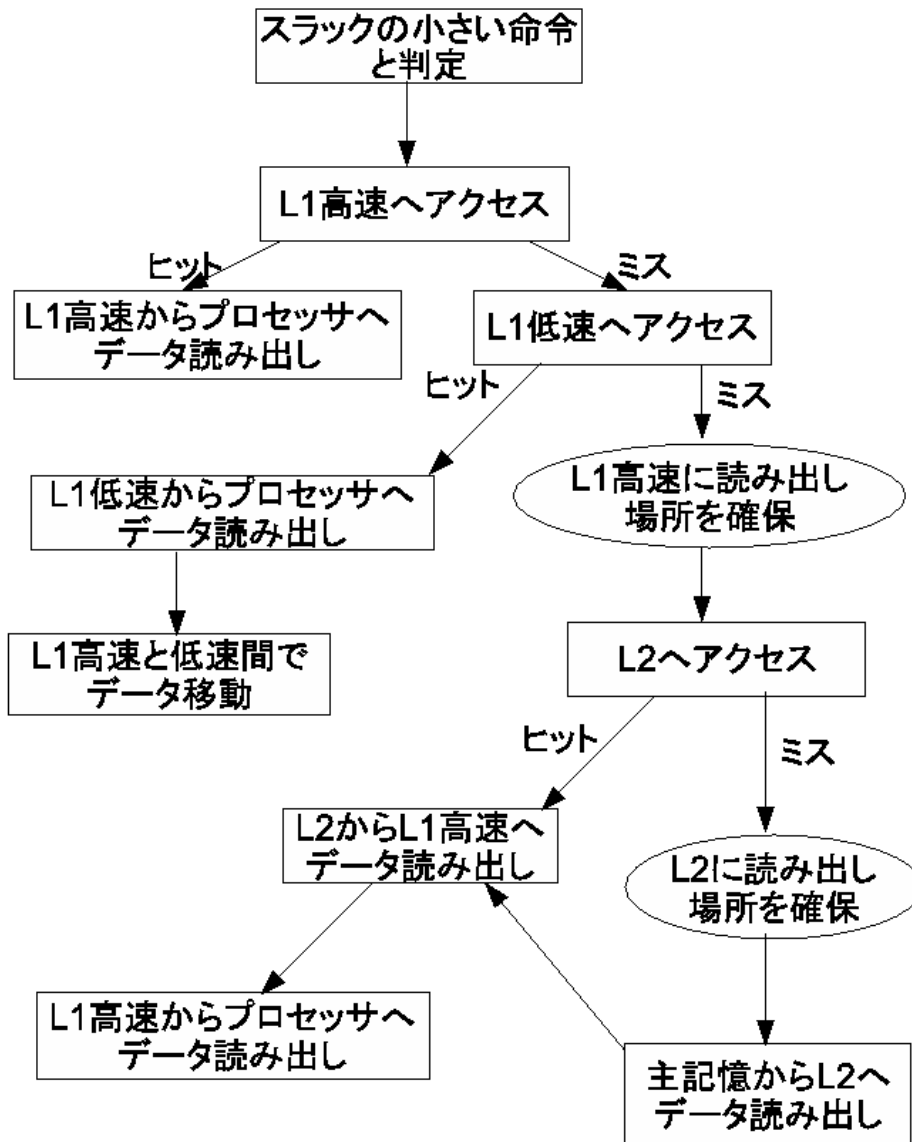 スラックの小さい命令
と判定
L1高速へアクセス
ヒット
ミス
L1高速からプロセッサへ
データ読み出し
L1低速へアクセス
ヒット
ミス
L1低速からプロセッサへ
データ読み出し
L1高速に読み出し
場所を確保
L1高速と低速間で
データ移動
L2へアクセス
ヒット
ミス
L2からL1高速へ
データ読み出し
L2に読み出し
場所を確保
L1高速からプロセッサへ
データ読み出し
主記憶からL2へ
データ読み出し